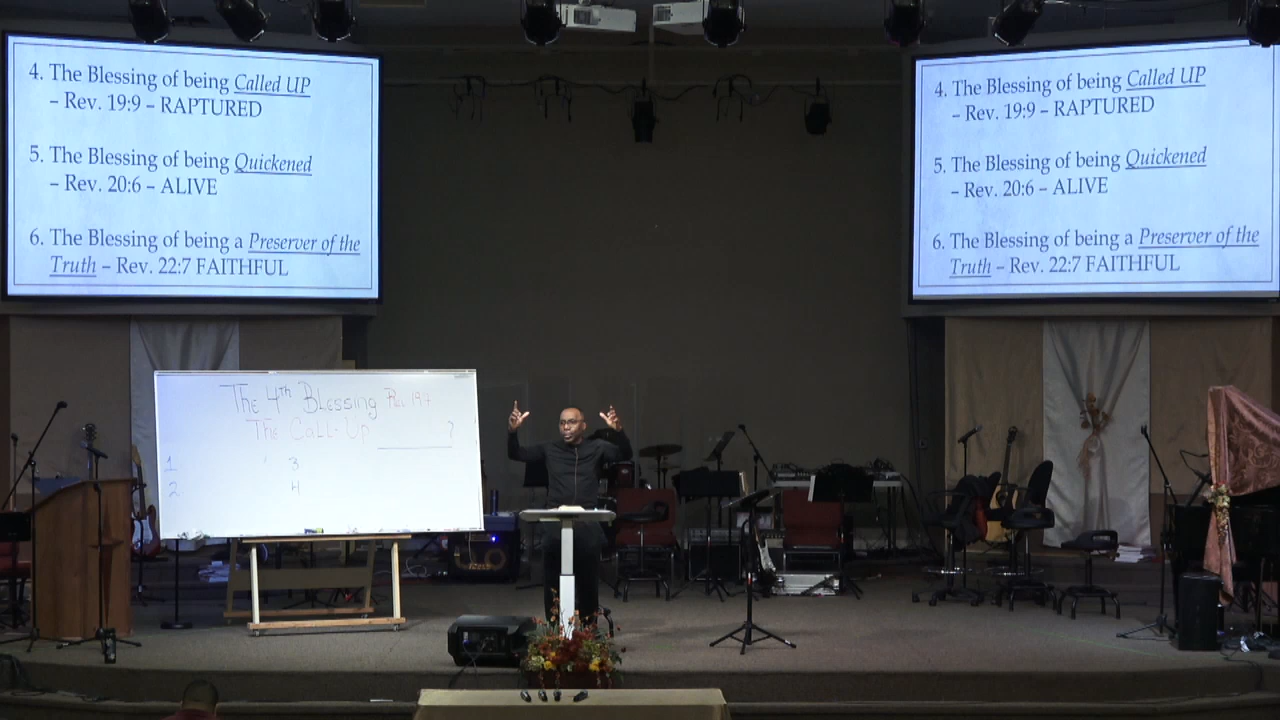 4. The Blessing of being Called UP
– Rev. 19:9 – RAPTURED
5. The Blessing of being Quickened
– Rev. 20:6 – ALIVE
6. The Blessing of being a Preserver of the
Truth – Rev. 22:7 FAITHFUL
The 4th Blessing Rev 19:7
The Call-Up ?
1 3
2 4
4. The Blessing of being Called UP
– Rev. 19:9 – RAPTURED
5. The Blessing of being Quickened
– Rev. 20:6 – ALIVE
6. The Blessing of being a Preserver of the
Truth – Rev. 22:7 FAITHFUL